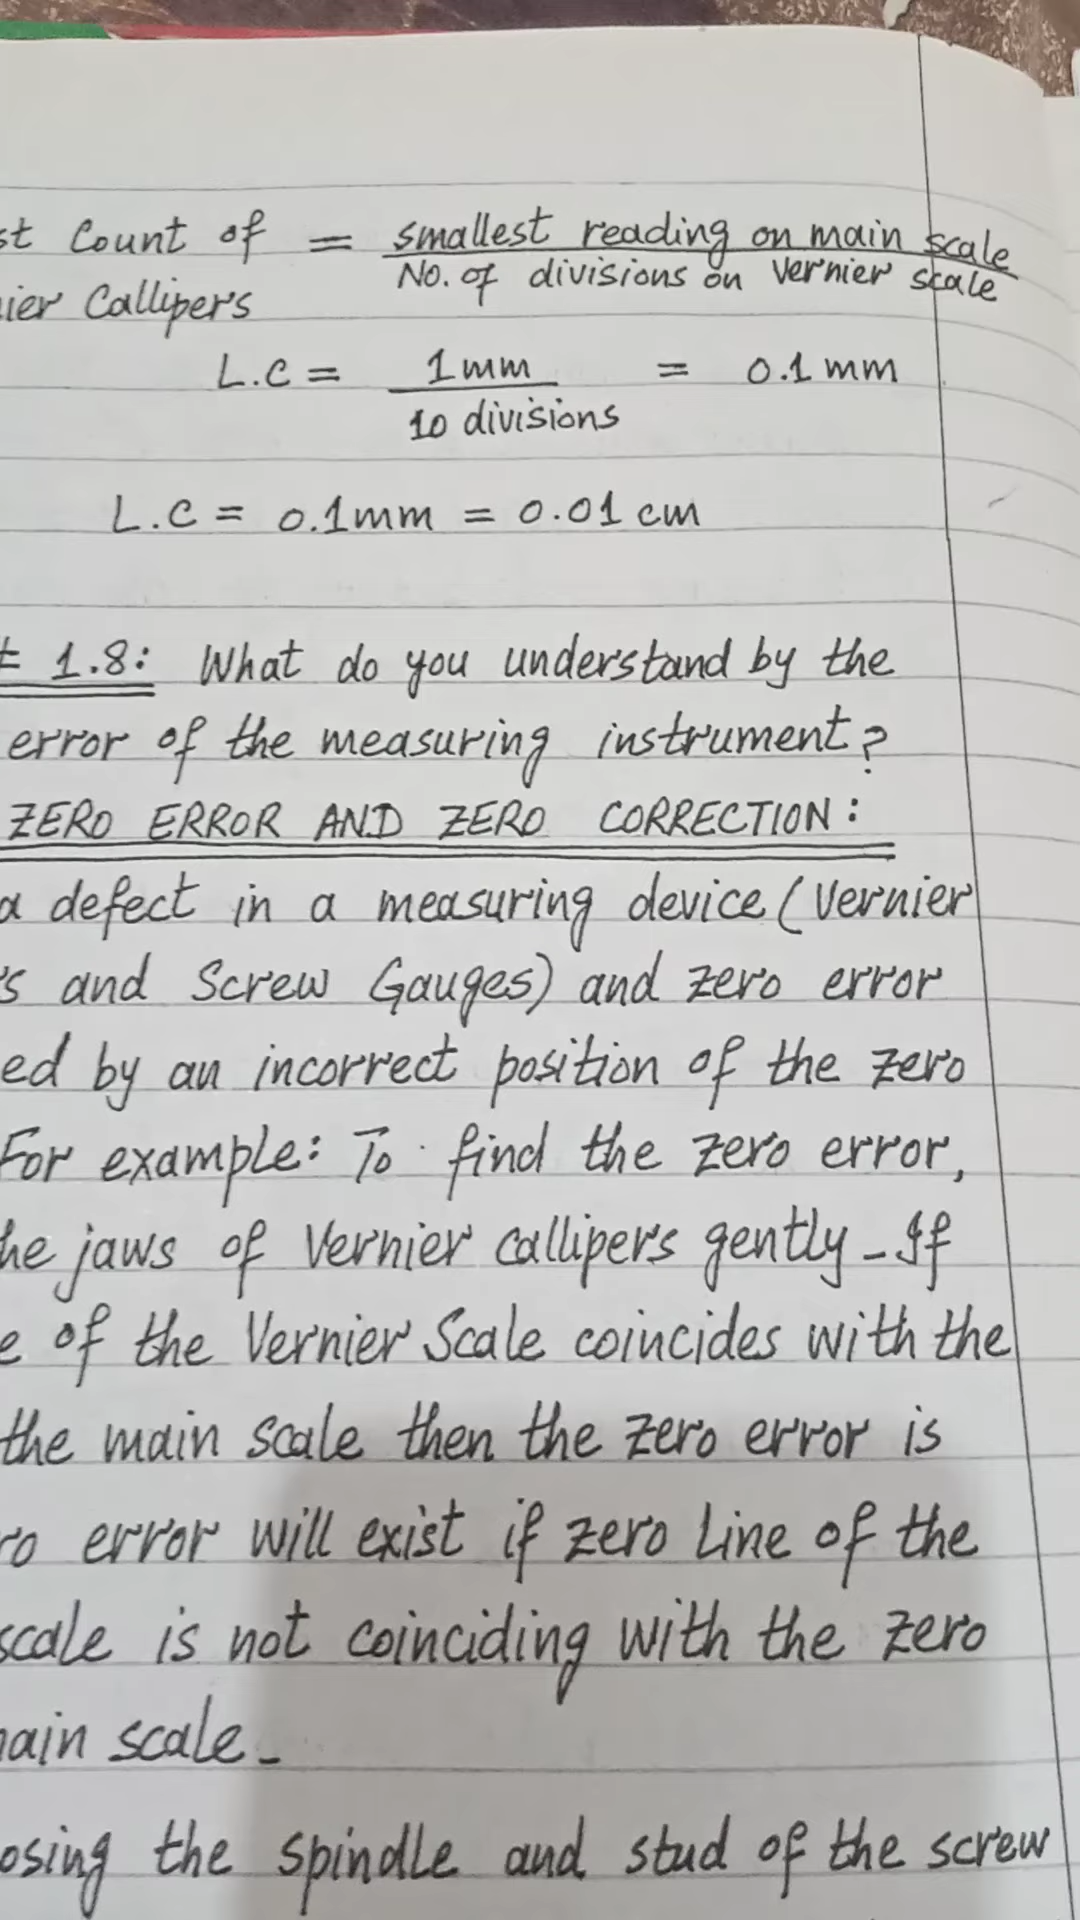 st Count of = smallest reading on main scale
No. of divisions on Vernier scale
ier Callipers
L.C = 1mm = 0.1 mm
10 divisions
L.C = 0.1mm = 0.01 cm
1.8: What do you understand by the
error of the measuring instrument?
ZERO ERROR AND ZERO CORRECTION:
a defect in a measuring device (Vernier
s and Screw Gauges) and zero error
ed by an incorrect position of the zero
For example: To find the zero error,
he jaws of Vernier callipers gently - If
e of the Vernier Scale coincides with the
the main scale then the zero error is
ro error will exist if zero line of the
scale is not coinciding with the zero
ain scale -
osing the spindle and stud of the screw